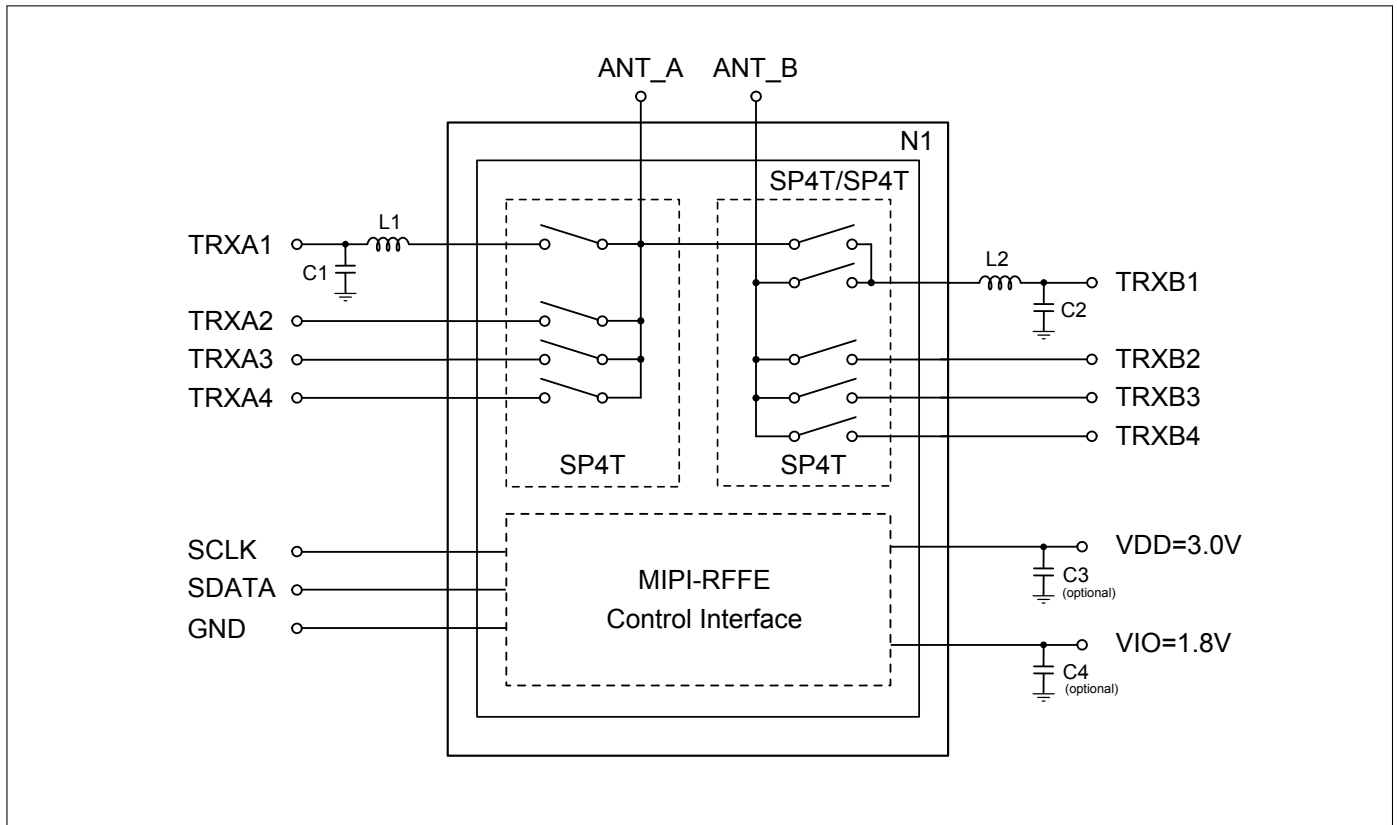 ANT_A ANT_B
N1
SP4T/SP4T
TRXA1
L1
C1
L2
C2
TRXB1
TRXA2
TRXA3
TRXA4
TRXB2
TRXB3
TRXB4
SP4T
SP4T
SCLK
SDATA
GND
MIPI-RFFE
Control Interface
VDD=3.0V
C3
(optional)
VIO=1.8V
C4
(optional)